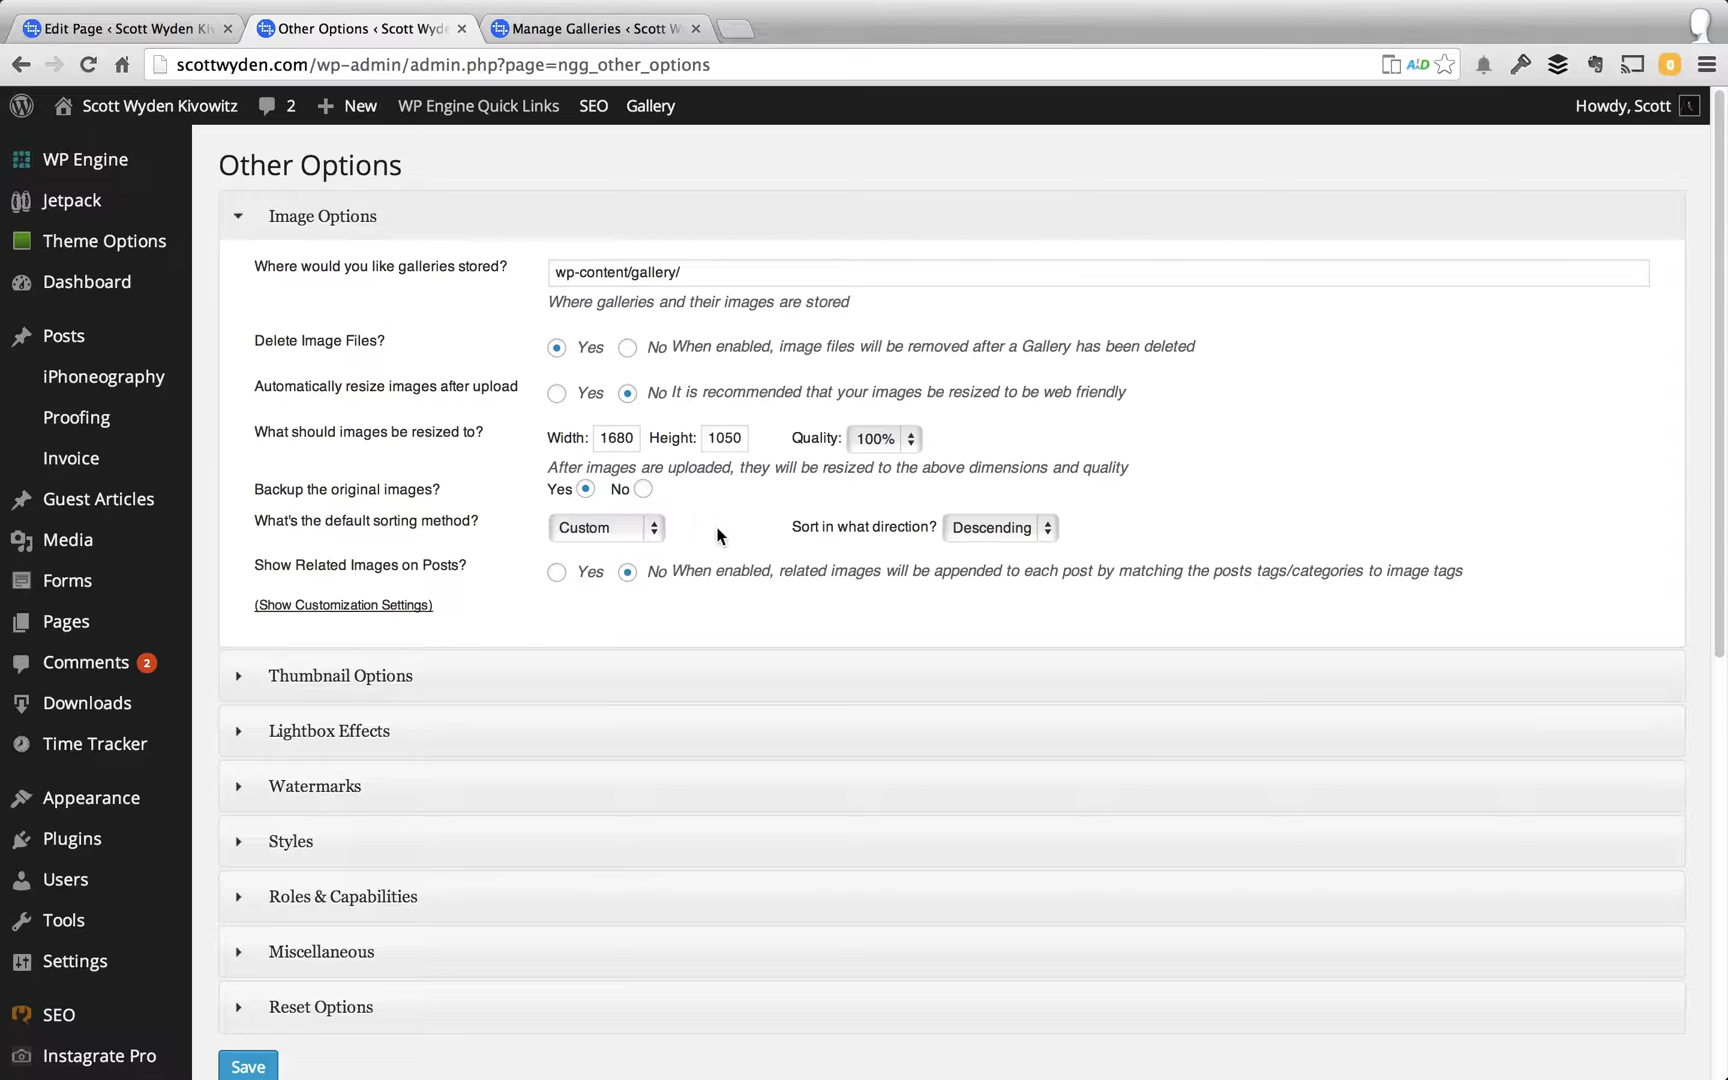 Edit Page ‹ Scott Wyden Ki
Other Options ‹ Scott Wyde
Manage Galleries ‹ Scott W
scottwyden.com/wp-admin/admin.php?page=ngg_other_options
A\D
0
Scott Wyden Kivowitz
2
New
WP Engine Quick Links
SEO
Gallery
Howdy, Scott
WP Engine
Jetpack
Theme Options
Dashboard
Posts
iPhoneography
Proofing
Invoice
Guest Articles
Media
Forms
Pages
Comments 2
Downloads
Time Tracker
Appearance
Plugins
Users
Tools
Settings
SEO
Instagrate Pro
Other Options
Image Options
Where would you like galleries stored? wp-content/gallery/
Where galleries and their images are stored
Delete Image Files? Yes No When enabled, image files will be removed after a Gallery has been deleted
Automatically resize images after upload Yes No It is recommended that your images be resized to be web friendly
What should images be resized to? Width: 1680 Height: 1050 Quality: 100%
After images are uploaded, they will be resized to the above dimensions and quality
Backup the original images? Yes No
What's the default sorting method? Custom Sort in what direction? Descending
Show Related Images on Posts? Yes No When enabled, related images will be appended to each post by matching the posts tags/categories to image tags
(Show Customization Settings)
Thumbnail Options
Lightbox Effects
Watermarks
Styles
Roles & Capabilities
Miscellaneous
Reset Options
Save